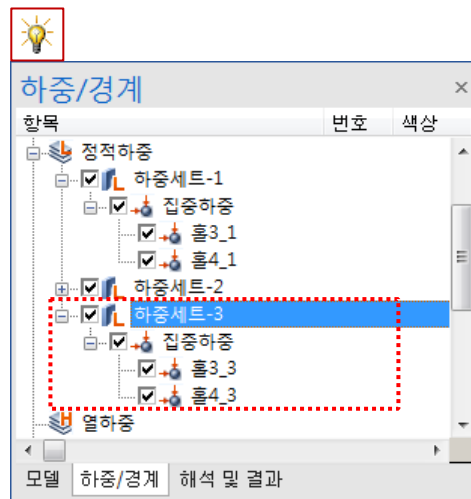 하중/경계
항목 번호 색상
정적하중
하중세트-1
집중하중
홀3_1
홀4_1
하중세트-2
하중세트-3
집중하중
홀3_3
홀4_3
열하중
모델 하중/경계 해석 및 결과